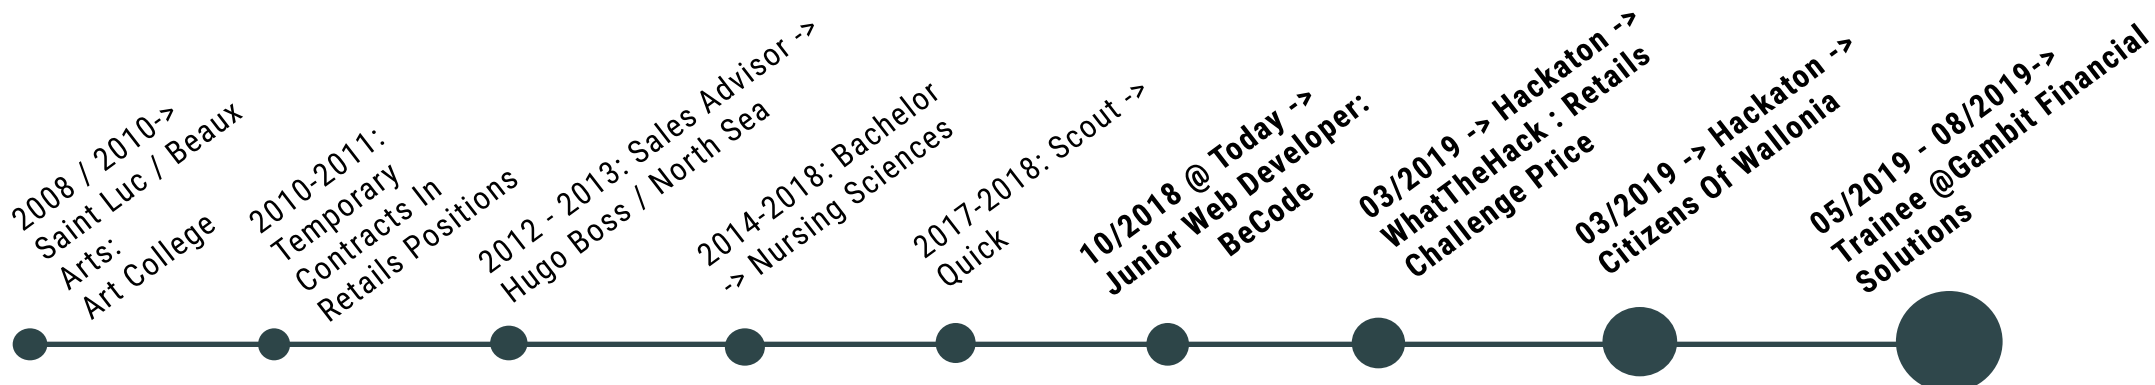 2008 / 2010->
Saint Luc / Beaux
Arts:
Art College
2010-2011:
Temporary
Contracts In
Retails Positions
2012 - 2013: Sales Advisor ->
Hugo Boss / North Sea
2014-2018: Bachelor
-> Nursing Sciences
2017-2018: Scout ->
Quick
10/2018 @ Today ->
Junior Web Developer:
BeCode
03/2019 -> Hackaton ->
WhatTheHack : Retails
Challenge Price
03/2019 -> Hackaton ->
Citizens Of Wallonia
05/2019 - 08/2019->
Trainee @Gambit Financial
Solutions